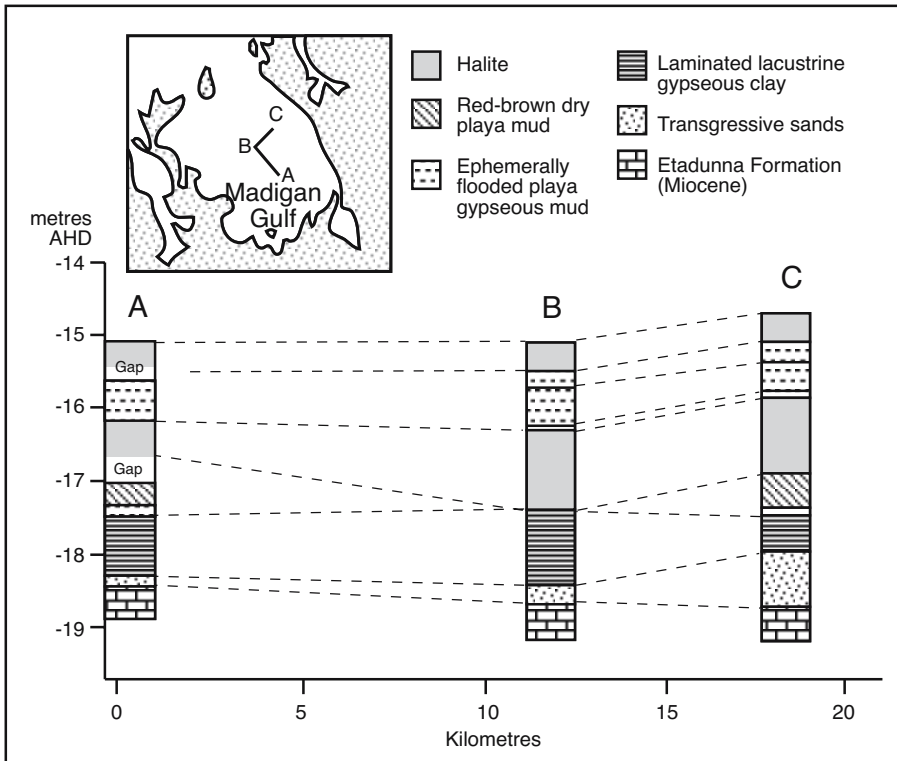 C
B
A
Madigan
Gulf
Halite
Red-brown dry
playa mud
Ephemerally
flooded playa
gypseous mud
Laminated lacustrine
gypseous clay
Transgressive sands
Etadunna Formation
(Miocene)
metres
AHD
-14
-15
-16
-17
-18
-19
A
Gap
Gap
B
C
0
5
10
15
20
Kilometres